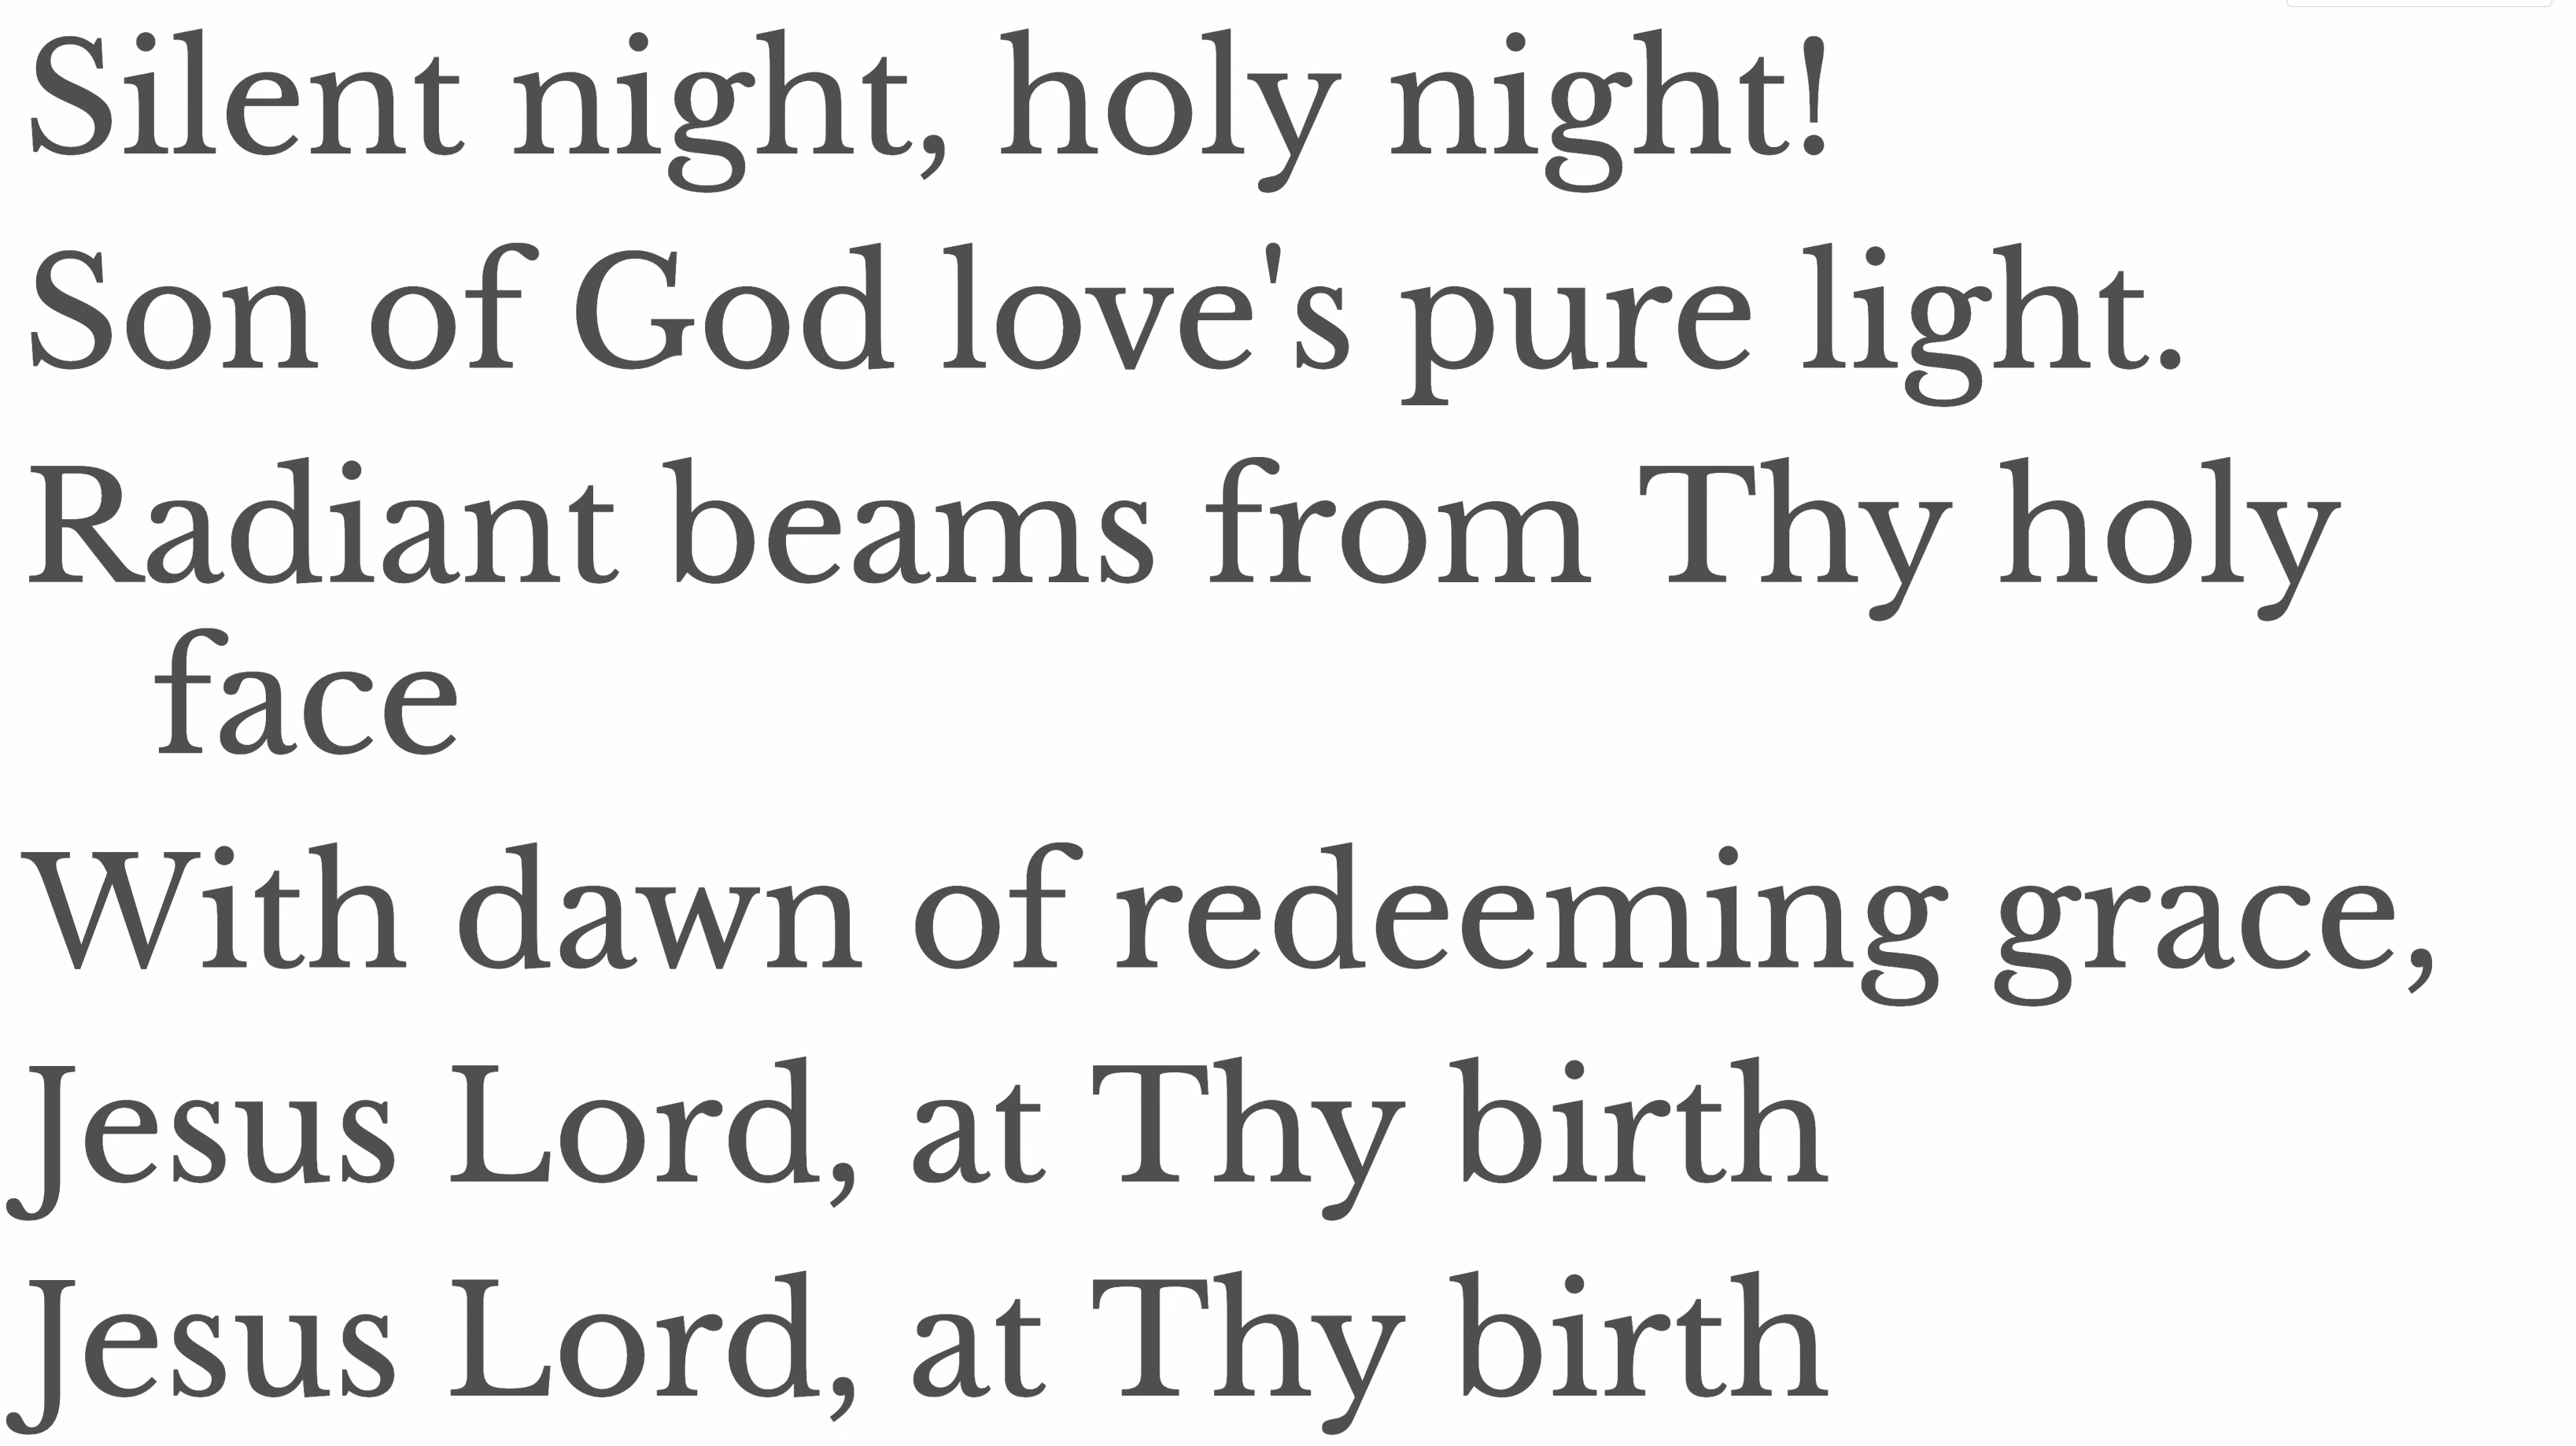 Silent night, holy night!
Son of God love's pure light.
Radiant beams from Thy holy
face
With dawn of redeeming grace,
Jesus Lord, at Thy birth
Jesus Lord, at Thy birth